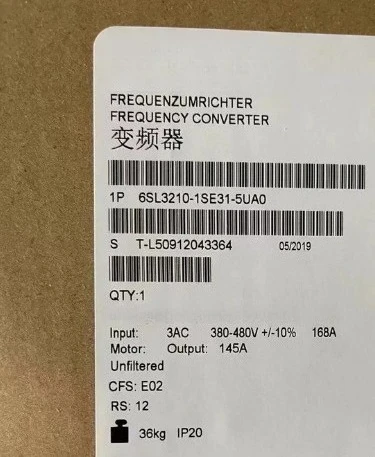 FREQUENZUMRICHTER
FREQUENCY CONVERTER
变频器
1P 6SL3210-1SE31-5UA0
S T-L50912043364 05/2019
QTY:1
Input: 3AC 380-480V +/-10% 168A
Motor: Output: 145A
Unfiltered
CFS: E02
RS: 12
36kg IP20